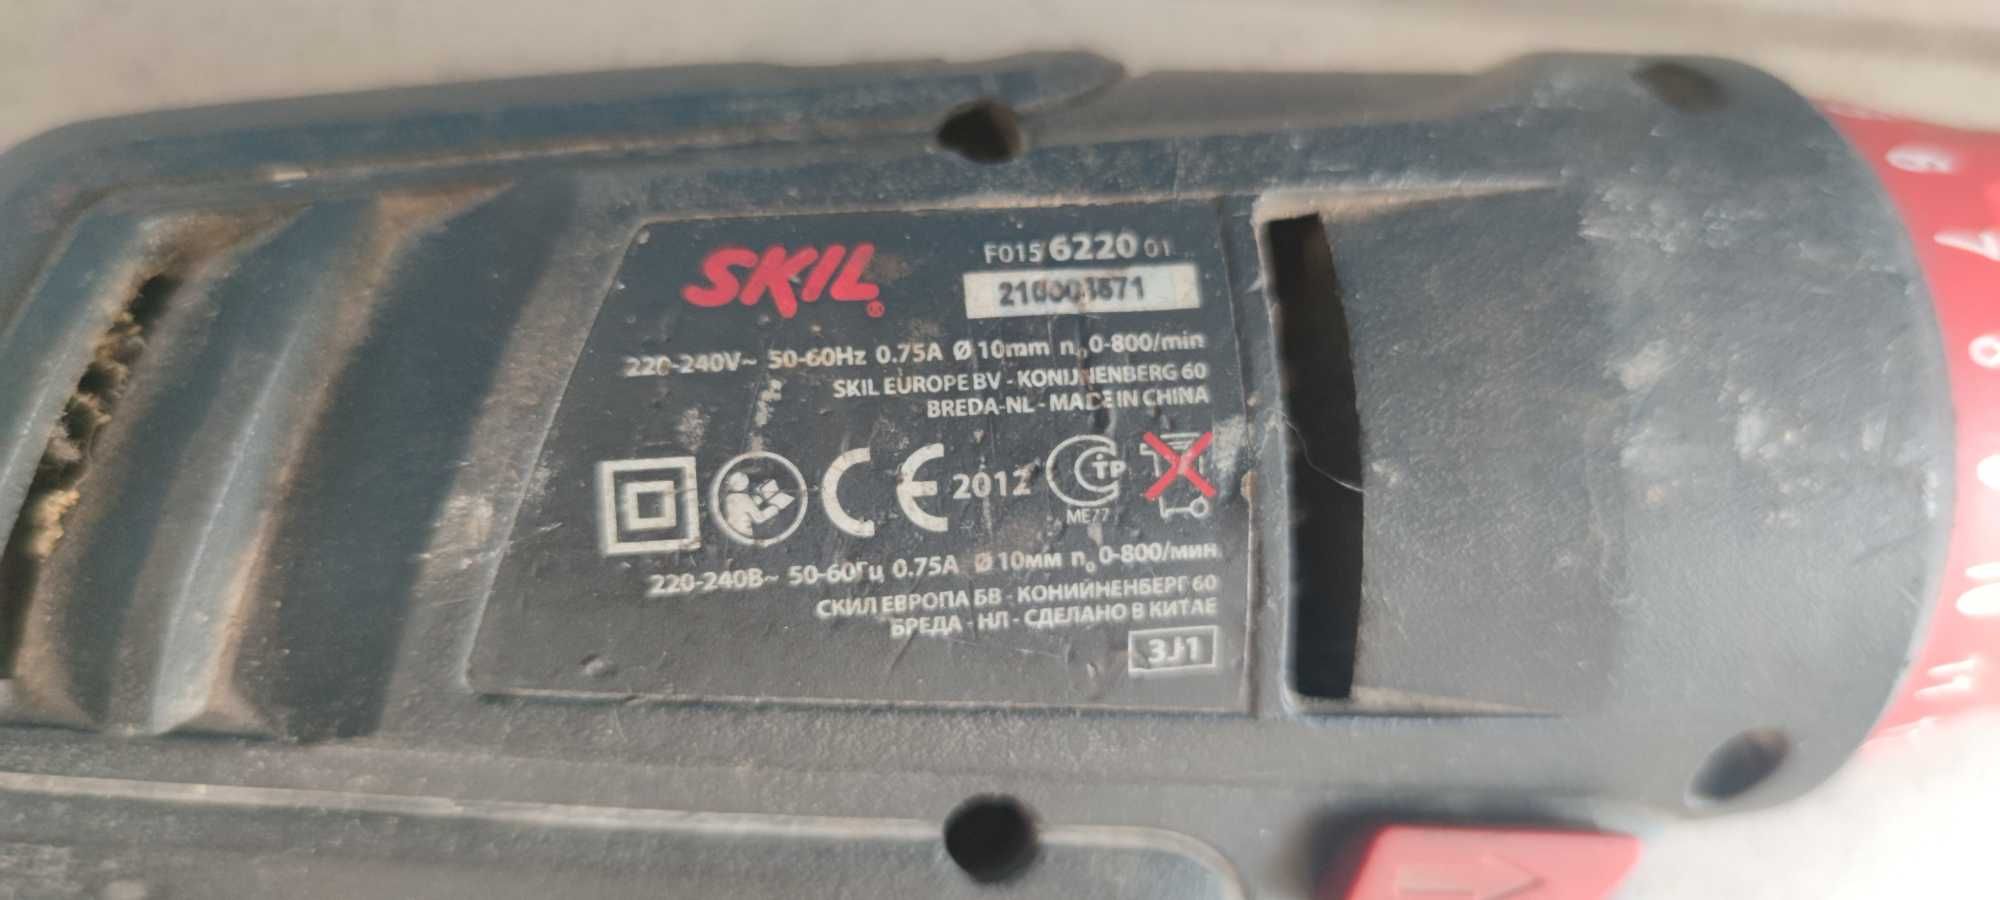 SKIL®
F015 6220 01
220-240V~ 50-60Hz 0.75A Ø 10mm n₀ 0-800/min
SKIL EUROPE BV - KONIJNENBERG 60
BREDA-NL - MADE IN CHINA
CE 2012
ME77
220-240В~ 50-60Гц 0.75A Ø 10мм n₀ 0-800/мин
СКИЛ ЕВРОПА БВ - КОНИЙНЕНБЕРГ 60
БРЕДА - НЛ - СДЕЛАНО В КИТАЕ
3J1